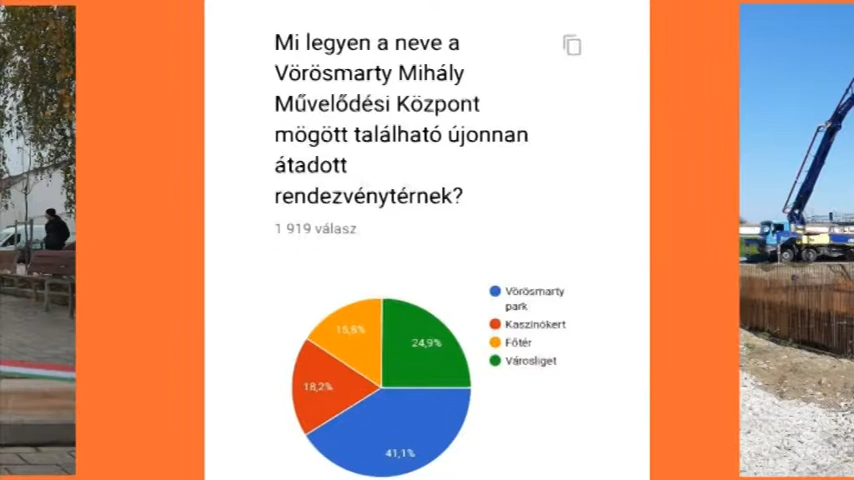 Mi legyen a neve a
Vörösmarty Mihály
Művelődési Központ
mögött található újonnan
átadott
rendezvénytérnek?
1 919 válasz
Vörösmarty
park
Kaszinókert
Főtér
Városliget
15,8%
24,9%
18,2%
41,1%